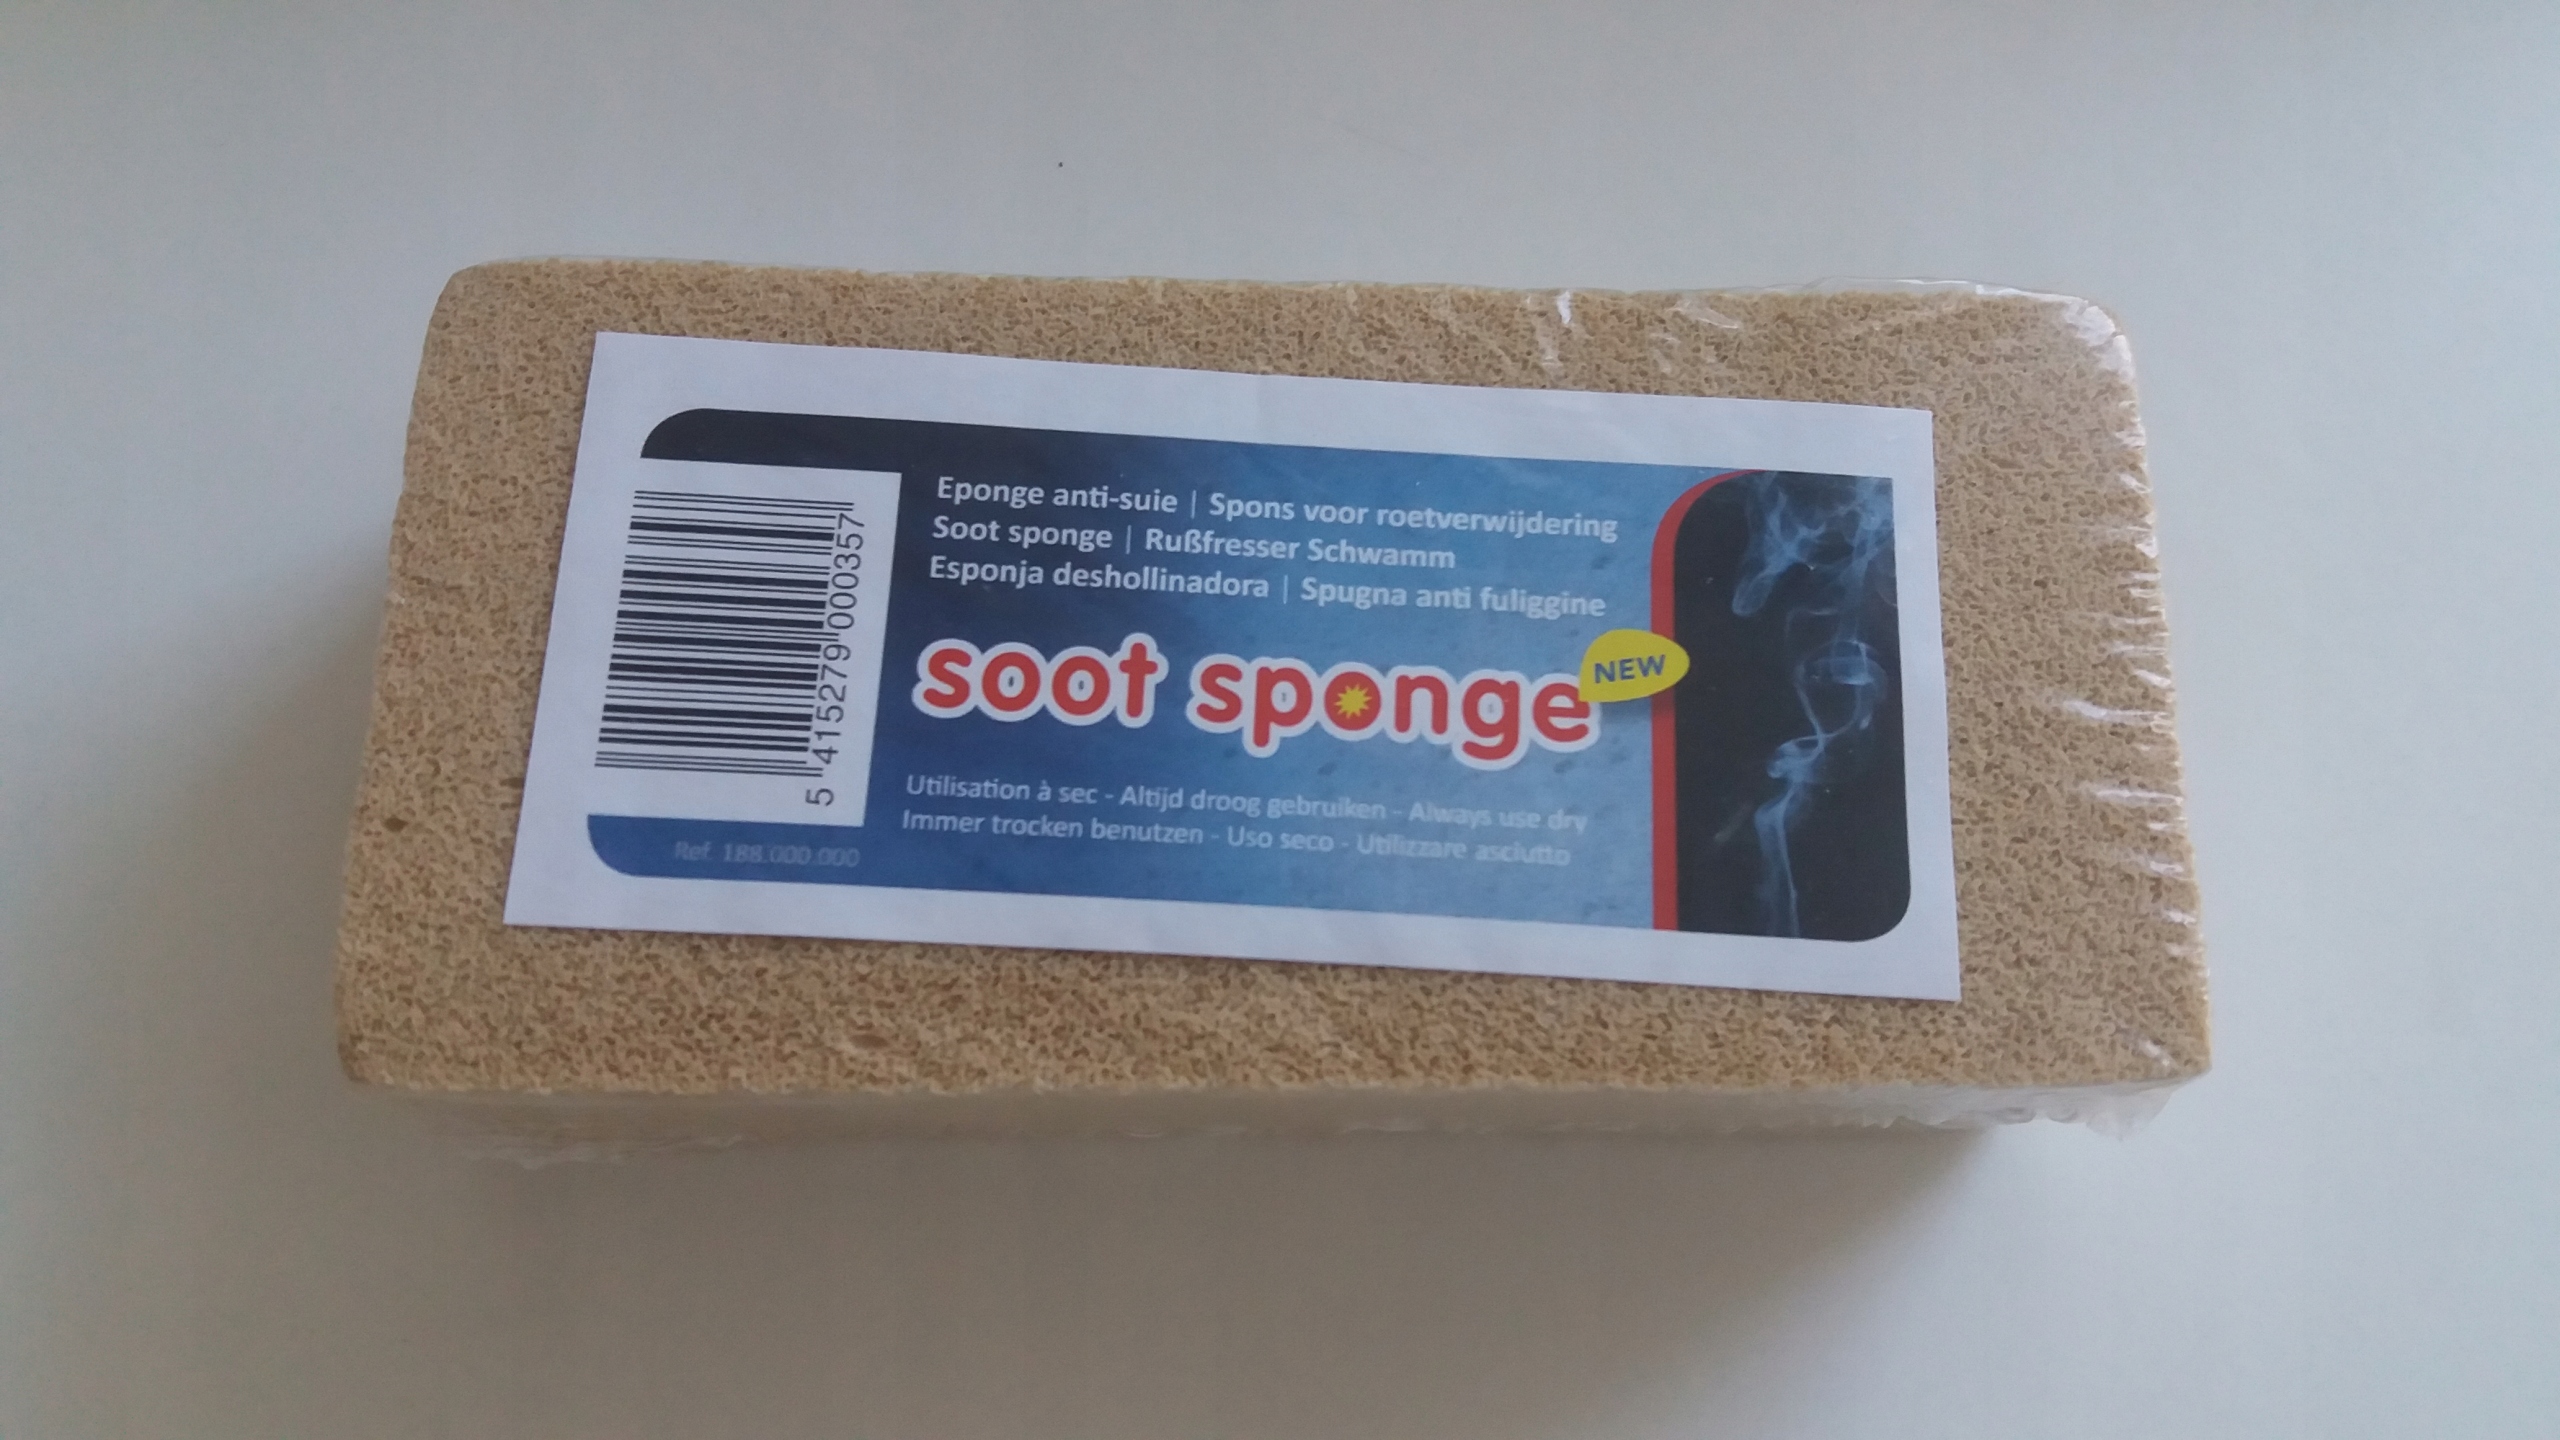 Eponge anti-suie | Spons voor roetverwijdering
Soot sponge | Rußfresser Schwamm
Esponja deshollinadora | Spugna anti fuliggine
soot sponge
NEW
Utilisation à sec - Altijd droog gebruiken - Always use dry
Immer trocken benutzen - Uso seco - Utilizzare asciutto
5 415279 000357
Ref. 188.000.000